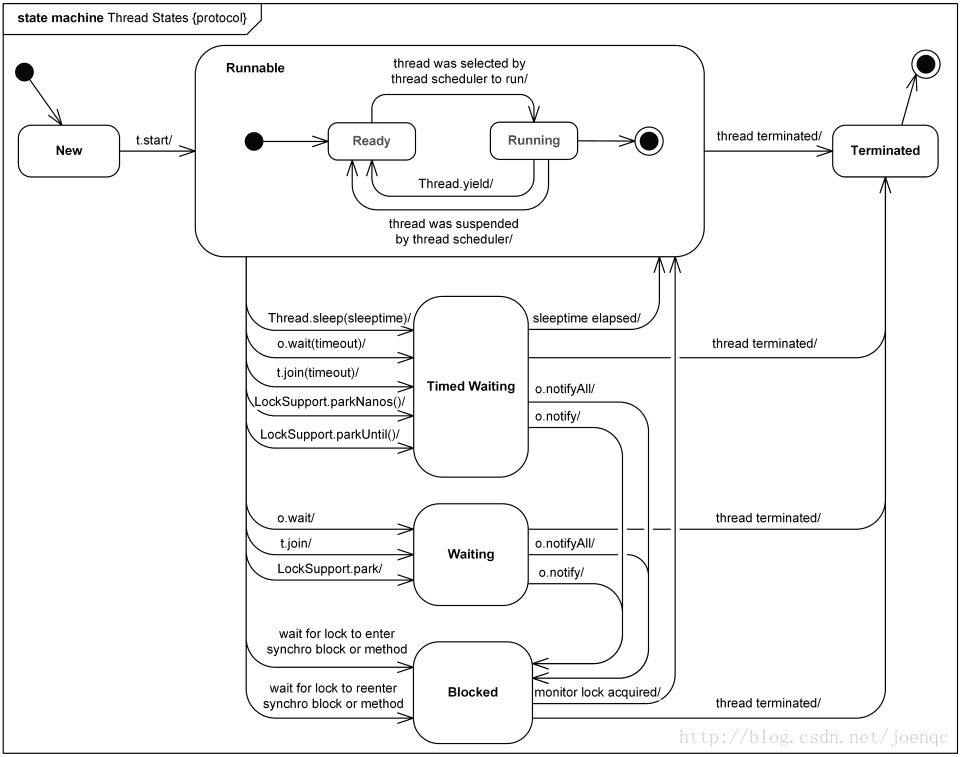 state machine Thread States {protocol}
Runnable
thread was selected by
thread scheduler to run/
New
t.start/
Ready
Running
thread terminated/
Terminated
Thread.yield/
thread was suspended
by thread scheduler/
Thread.sleep(sleeptime)/
sleeptime elapsed/
o.wait(timeout)/
thread terminated/
t.join(timeout)/
Timed Waiting
o.notifyAll/
LockSupport.parkNanos()/
o.notify/
LockSupport.parkUntil()/
o.wait/
thread terminated/
t.join/
Waiting
o.notifyAll/
LockSupport.park/
o.notify/
wait for lock to enter
synchro block or method
wait for lock to reenter
synchro block or method
Blocked
monitor lock acquired/
thread terminated/
http://blog.csdn.net/joenqc